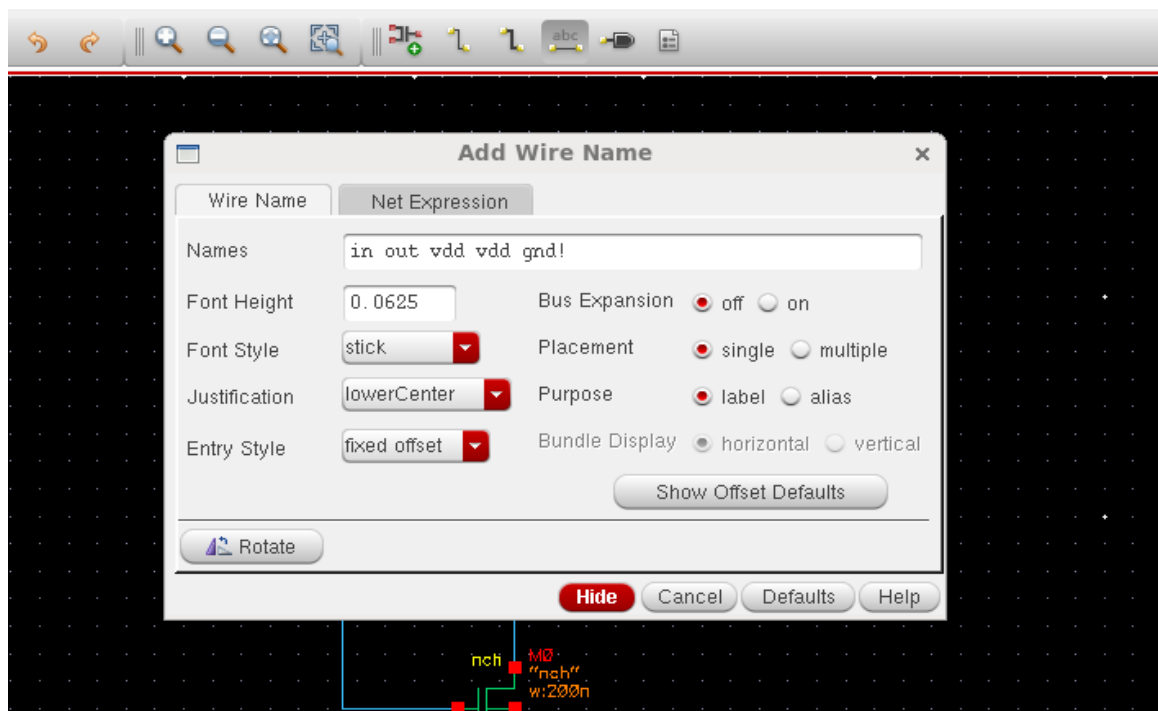 abc
Add Wire Name
Wire Name Net Expression
Names in out vdd vdd gnd!
Font Height 0.0625 Bus Expansion off on
Font Style stick Placement single multiple
Justification lowerCenter Purpose label alias
Entry Style fixed offset Bundle Display horizontal vertical
Show Offset Defaults
Rotate
Hide Cancel Defaults Help
nch MØ
"nch"
w:200n